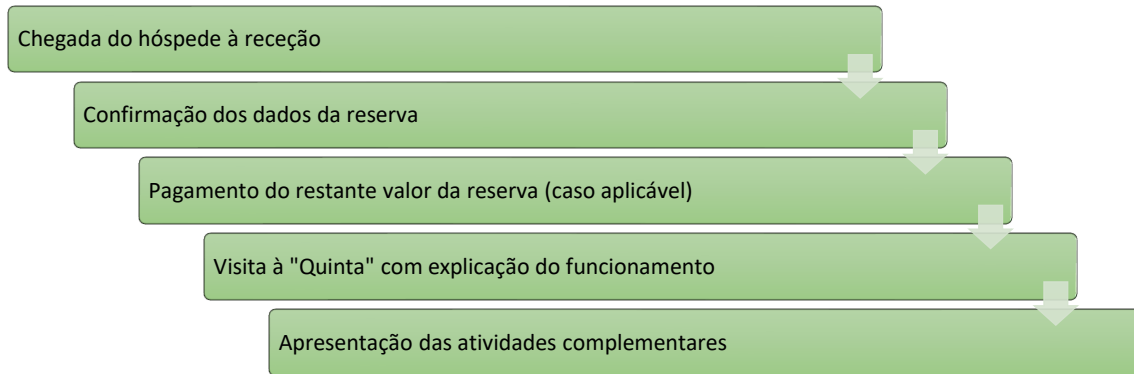 Chegada do hóspede à receção
Confirmação dos dados da reserva
Pagamento do restante valor da reserva (caso aplicável)
Visita à "Quinta" com explicação do funcionamento
Apresentação das atividades complementares